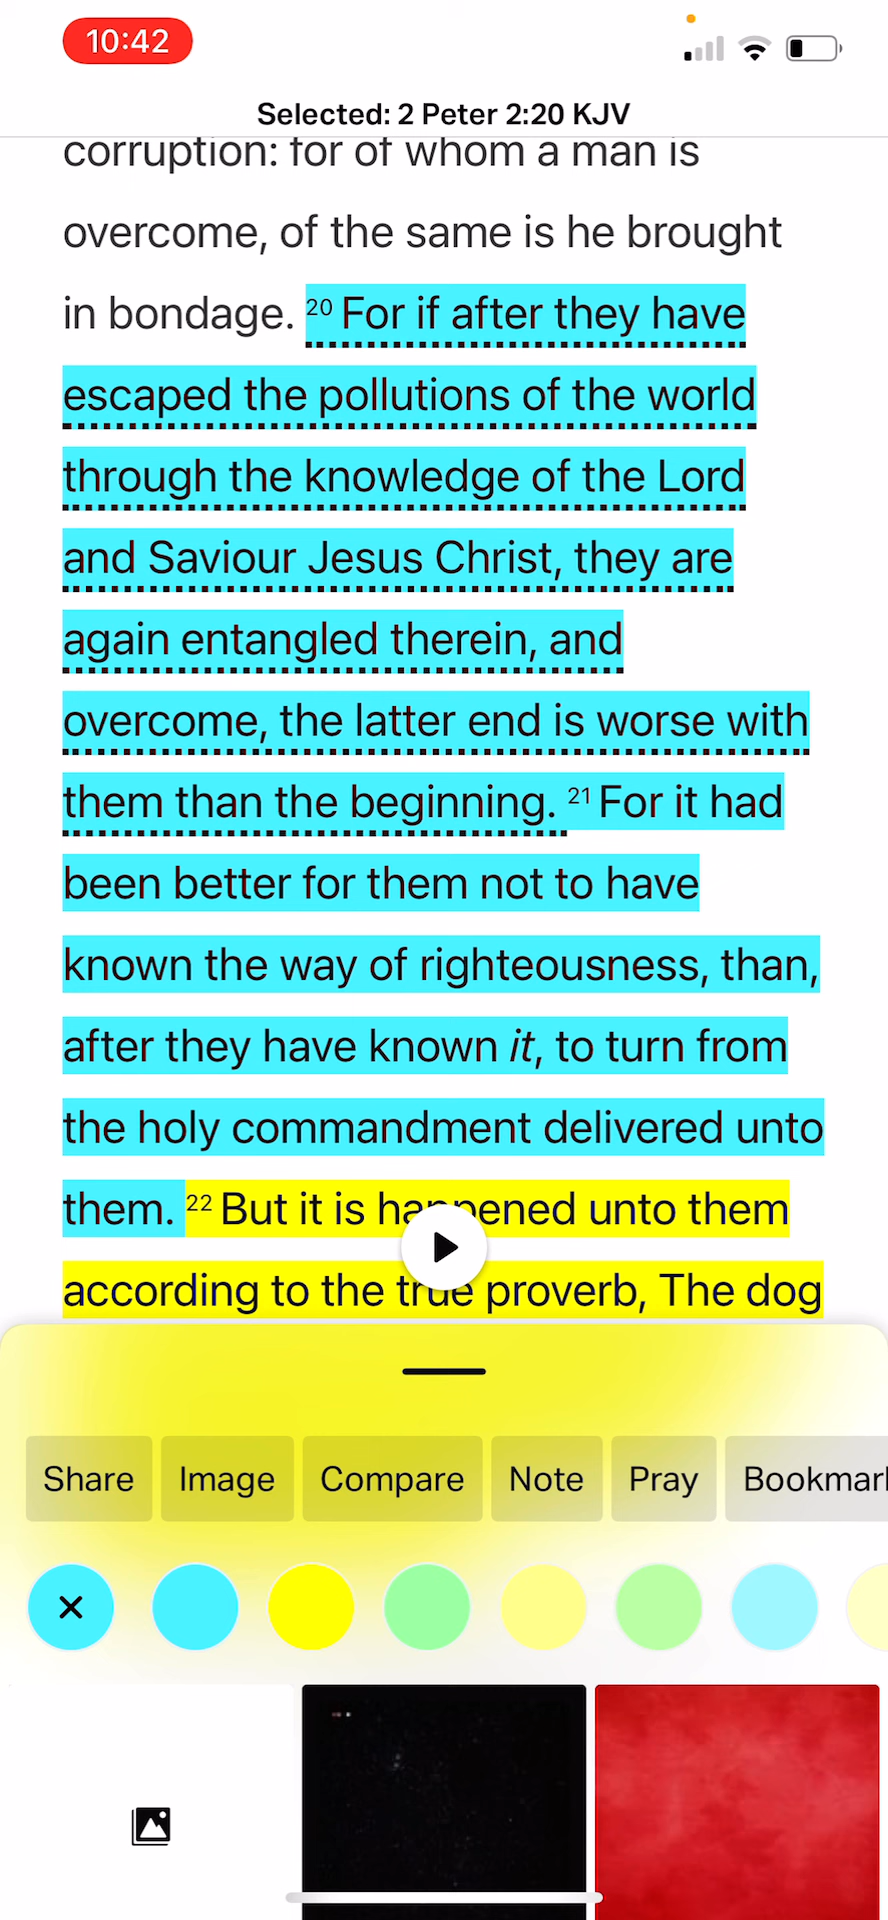 10:42
Selected: 2 Peter 2:20 KJV
corruption: for of whom a man is
overcome, of the same is he brought
in bondage. 20 For if after they have
escaped the pollutions of the world
through the knowledge of the Lord
and Saviour Jesus Christ, they are
again entangled therein, and
overcome, the latter end is worse with
them than the beginning. 21 For it had
been better for them not to have
known the way of righteousness, than,
after they have known it, to turn from
the holy commandment delivered unto
them. 22 But it is happened unto them
according to the true proverb, The dog
Share Image Compare Note Pray Bookmark